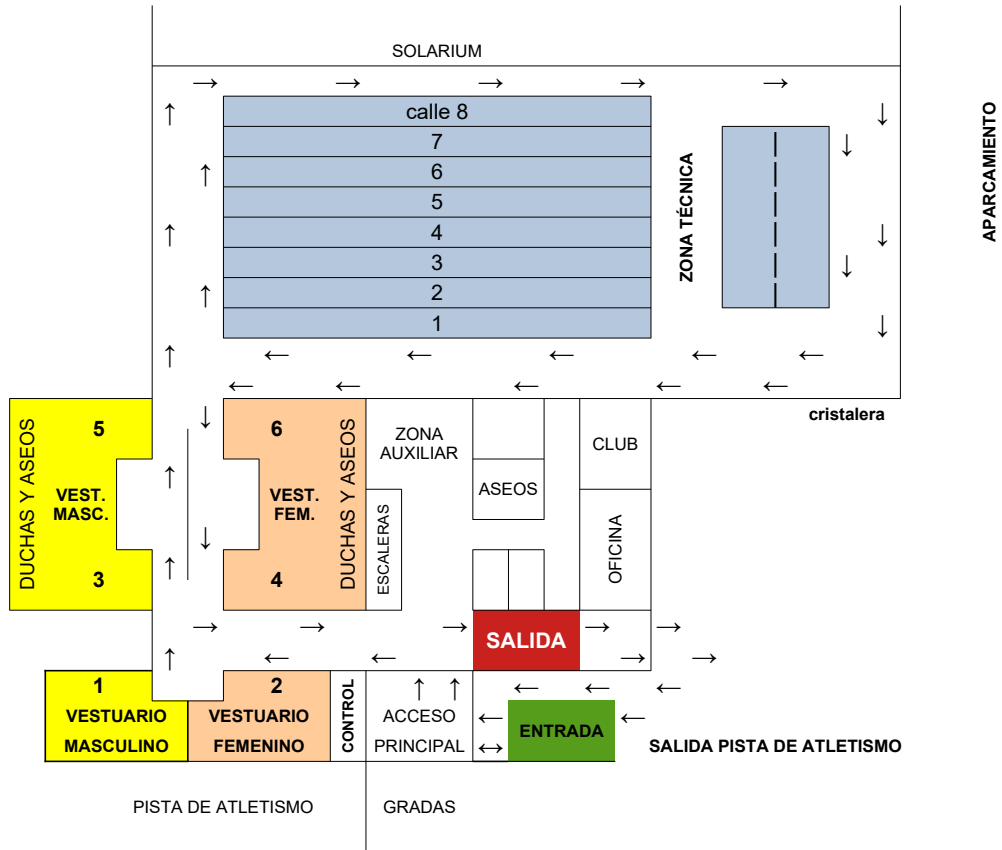 SOLARIUM
calle 8
7
6
5
4
3
2
1
ZONA TÉCNICA
APARCAMIENTO
cristalera
DUCHAS Y ASEOS
5
VEST.
MASC.
3
6
VEST.
FEM.
4
DUCHAS Y ASEOS
ZONA
AUXILIAR
ESCALERAS
ASEOS
CLUB
OFICINA
SALIDA
1
VESTUARIO
MASCULINO
2
VESTUARIO
FEMENINO
CONTROL
ACCESO
PRINCIPAL
ENTRADA
SALIDA PISTA DE ATLETISMO
PISTA DE ATLETISMO
GRADAS